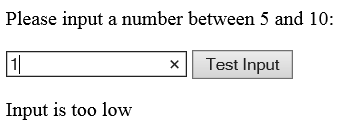 Please input a number between 5 and 10:
1 × Test Input
Input is too low